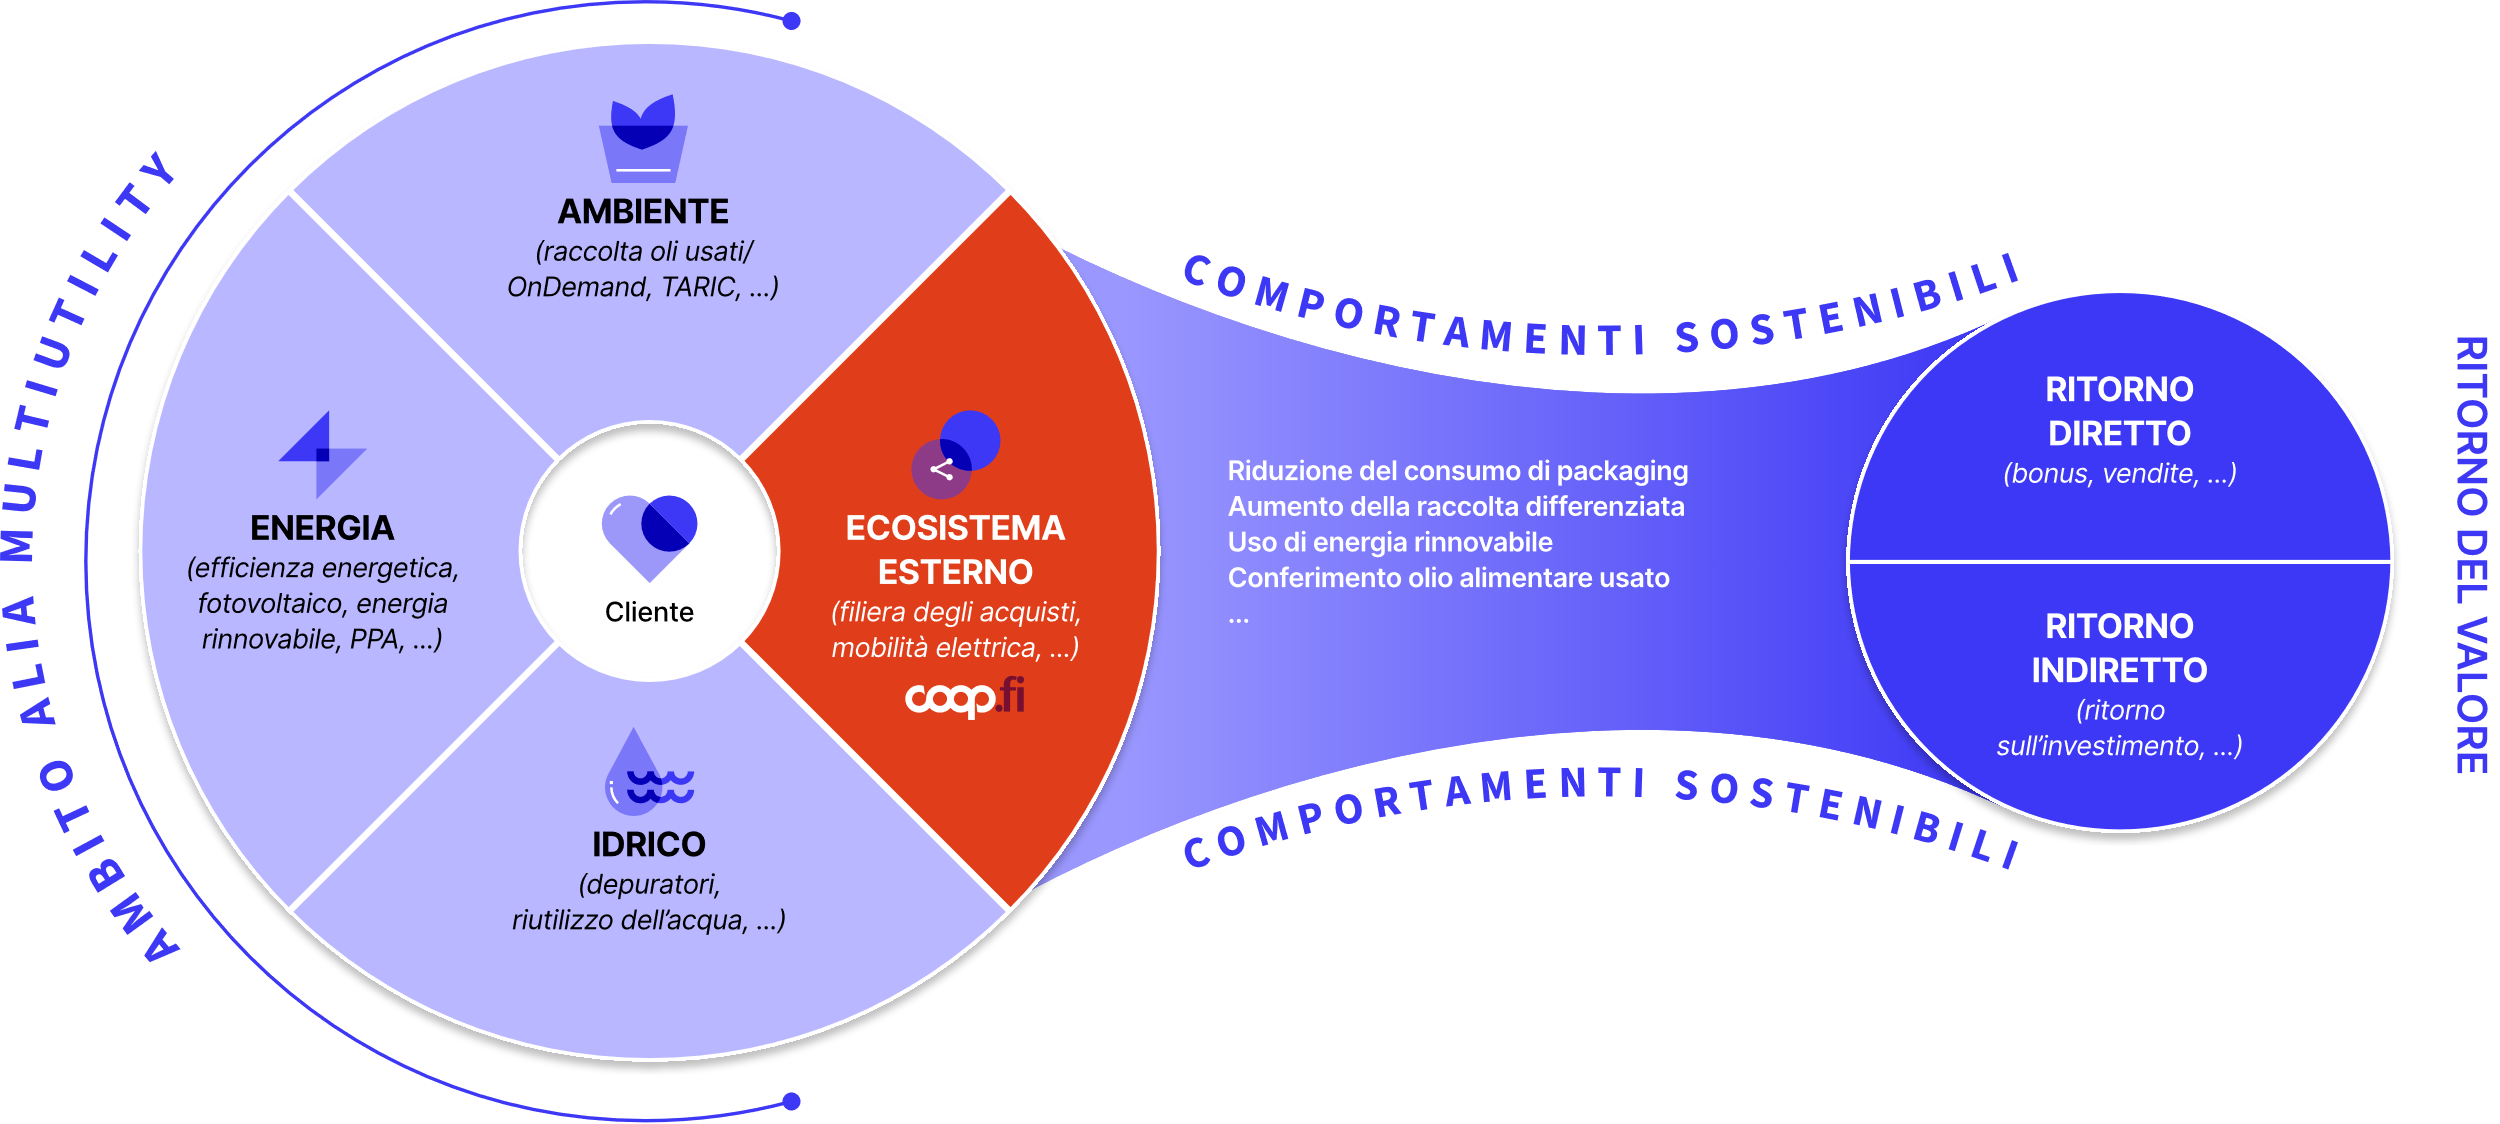 AMBITO ALIA MULTIUTILITY
AMBIENTE
(raccolta oli usati/
OnDemand, TARIC, ...)
ENERGIA
(efficienza energetica,
fotovoltaico, energia
rinnovabile, PPA, ...)
Cliente
ECOSISTEMA
ESTERNO
(filiera degli acquisti,
mobilità elettrica, ...)
coop.fi
IDRICO
(depuratori,
riutilizzo dell’acqua, ...)
COMPORTAMENTI SOSTENIBILI
Riduzione del consumo di packaging
Aumento della raccolta differenziata
Uso di energia rinnovabile
Conferimento olio alimentare usato
...
COMPORTAMENTI SOSTENIBILI
RITORNO
DIRETTO
(bonus, vendite, ...)
RITORNO
INDIRETTO
(ritorno
sull’investimento, ...)
RITORNO DEL VALORE